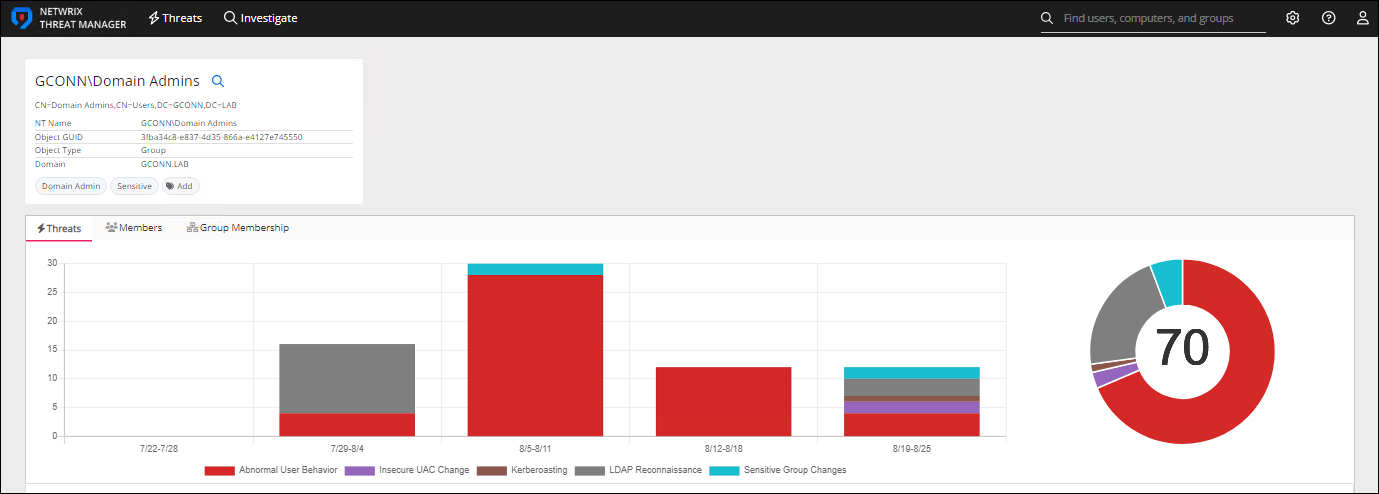 NETWRIX
THREAT MANAGER
Threats
Investigate
Find users, computers, and groups
GCONN\Domain Admins
CN=Domain Admins,CN=Users,DC=GCONN,DC=LAB
NT Name GCONN\Domain Admins
Object GUID 3fba34c8-e837-4d35-866a-e4127e745550
Object Type Group
Domain GCONN.LAB
Domain Admin Sensitive Add
Threats Members Group Membership
30
25
20
15
10
5
0
7/22-7/28 7/29-8/4 8/5-8/11 8/12-8/18 8/19-8/25
Abnormal User Behavior Insecure UAC Change Kerberoasting LDAP Reconnaissance Sensitive Group Changes
70